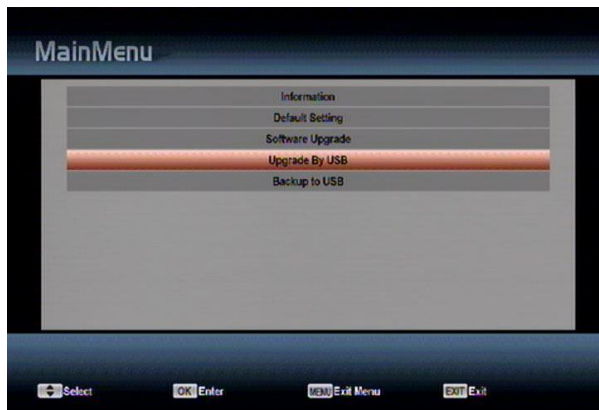 MainMenu
Information
Default Setting
Software Upgrade
Upgrade By USB
Backup to USB
Select OK Enter MENU Exit Menu EXIT Exit